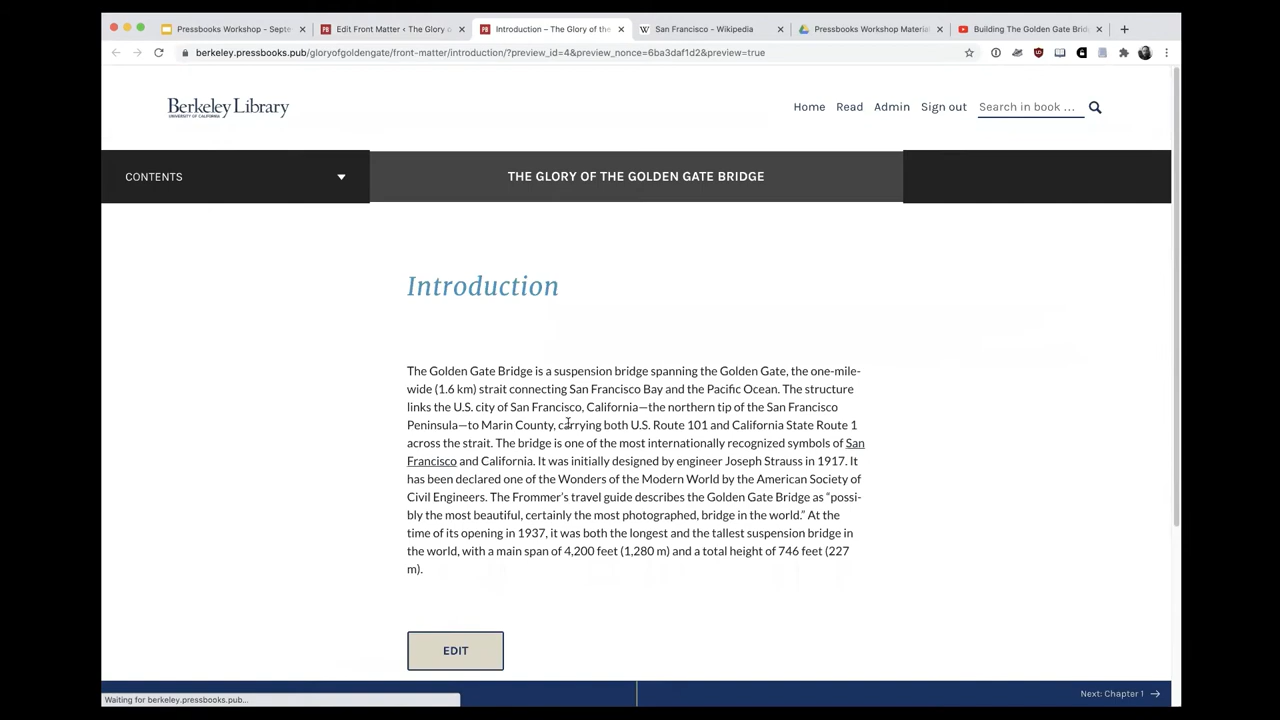 Pressbooks Workshop - Septe
Edit Front Matter < The Glory o
Introduction – The Glory of the
San Francisco - Wikipedia
Pressbooks Workshop Material
Building The Golden Gate Brid
berkeley.pressbooks.pub/gloryofgoldengate/front-matter/introduction/?preview_id=4&preview_nonce=6ba3daf1d2&preview=true
Berkeley Library
UNIVERSITY OF CALIFORNIA
Home Read Admin Sign out Search in book ...
CONTENTS
THE GLORY OF THE GOLDEN GATE BRIDGE
Introduction
The Golden Gate Bridge is a suspension bridge spanning the Golden Gate, the one-mile-
wide (1.6 km) strait connecting San Francisco Bay and the Pacific Ocean. The structure
links the U.S. city of San Francisco, California—the northern tip of the San Francisco
Peninsula—to Marin County, carrying both U.S. Route 101 and California State Route 1
across the strait. The bridge is one of the most internationally recognized symbols of San
Francisco and California. It was initially designed by engineer Joseph Strauss in 1917. It
has been declared one of the Wonders of the Modern World by the American Society of
Civil Engineers. The Frommer's travel guide describes the Golden Gate Bridge as “possi-
bly the most beautiful, certainly the most photographed, bridge in the world.” At the
time of its opening in 1937, it was both the longest and the tallest suspension bridge in
the world, with a main span of 4,200 feet (1,280 m) and a total height of 746 feet (227
m).
EDIT
Waiting for berkeley.pressbooks.pub...
Next: Chapter 1 →